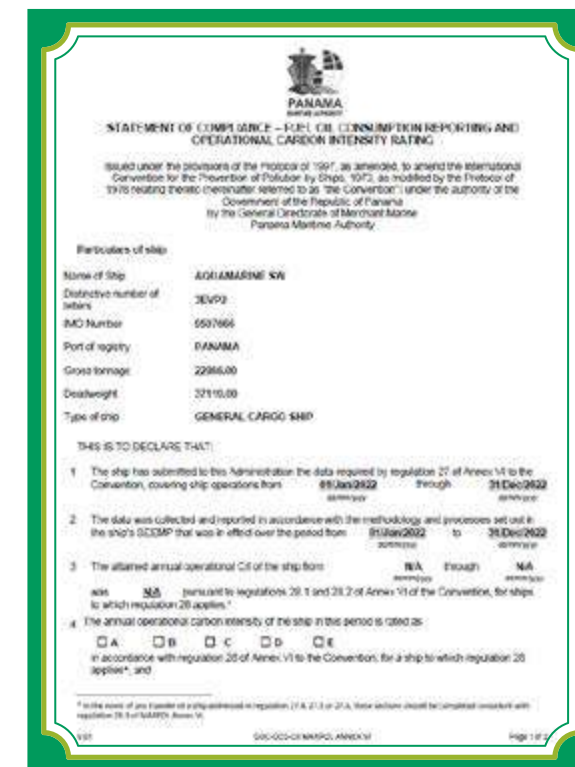 PANAMA
MARITIME AUTHORITY
STATEMENT OF COMPLIANCE – FUEL OIL CONSUMPTION REPORTING AND
OPERATIONAL CARBON INTENSITY RATING
Issued under the provisions of the Protocol of 1997, as amended, to amend the International
Convention for the Prevention of Pollution by Ships, 1973, as modified by the Protocol of
1978 relating thereto (hereinafter referred to as "the Convention") under the authority of the
Government of the Republic of Panama
by the General Directorate of Merchant Marine
Panama Maritime Authority
Particulars of ship
Name of Ship AQUAMARINE SW
Distinctive number of
letters
IMO Number
Port of registry PANAMA
Gross tonnage
Deadweight
Type of ship GENERAL CARGO SHIP
THIS IS TO DECLARE THAT:
1 The ship has submitted to this Administration the data required by regulation 27 of Annex VI to the
Convention, covering ship operations from 01/Jan/2022 through 31/Dec/2022
2 The data was collected and reported in accordance with the methodology and processes set out in
the ship's SEEMP that was in effect over the period from 01/Jan/2022 to 31/Dec/2022
3 The attained annual operational CII of the ship from N/A through N/A
was N/A pursuant to regulations 28.1 and 28.2 of Annex VI of the Convention, for ships
to which regulation 28 applies.*
4 The annual operational carbon intensity of the ship in this period is rated as
A B C D E
in accordance with regulation 28 of Annex VI to the Convention, for a ship to which regulation 28
applies*; and
Page 1 of 2